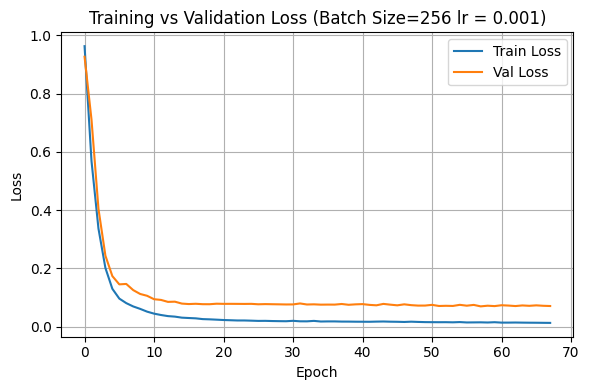 Training vs Validation Loss (Batch Size=256 lr = 0.001)
Train Loss
Val Loss
Loss
1.0
0.8
0.6
0.4
0.2
0.0
0 10 20 30 40 50 60 70
Epoch